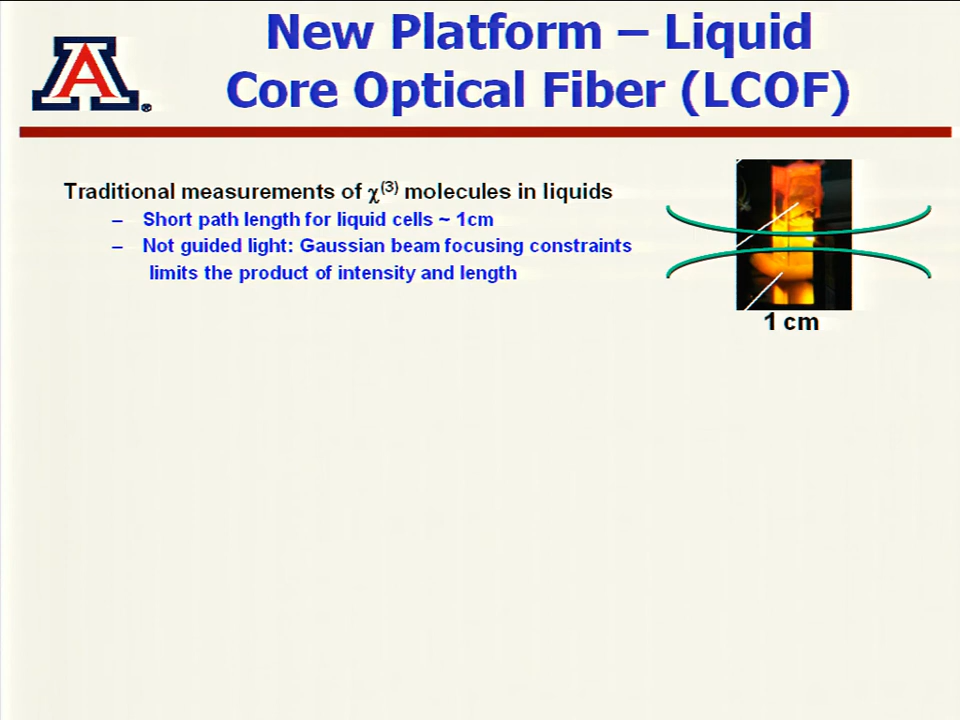 New Platform – Liquid
Core Optical Fiber (LCOF)
A®
Traditional measurements of χ(3) molecules in liquids
– Short path length for liquid cells ~ 1cm
– Not guided light: Gaussian beam focusing constraints
limits the product of intensity and length
1 cm